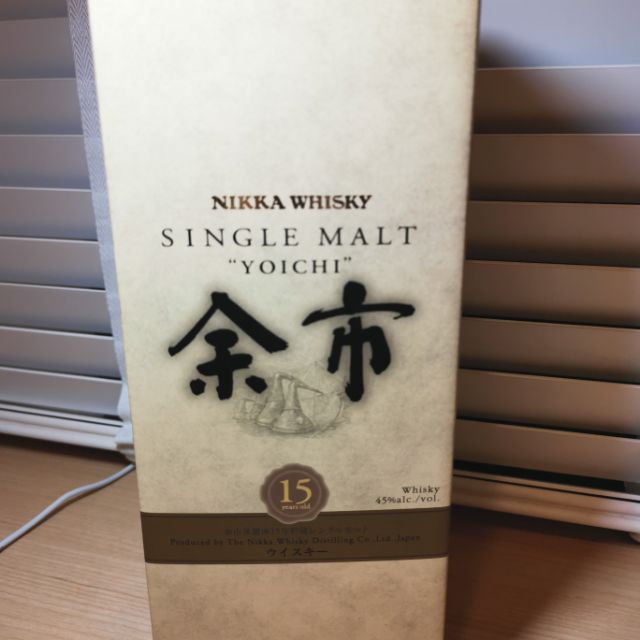 NIKKA WHISKY
SINGLE MALT
"YOICHI"
余市
15
years old
Whisky
45%alc./vol.
Produced by The Nikka Whisky Distilling Co.,Ltd.,Japan
ウイスキー